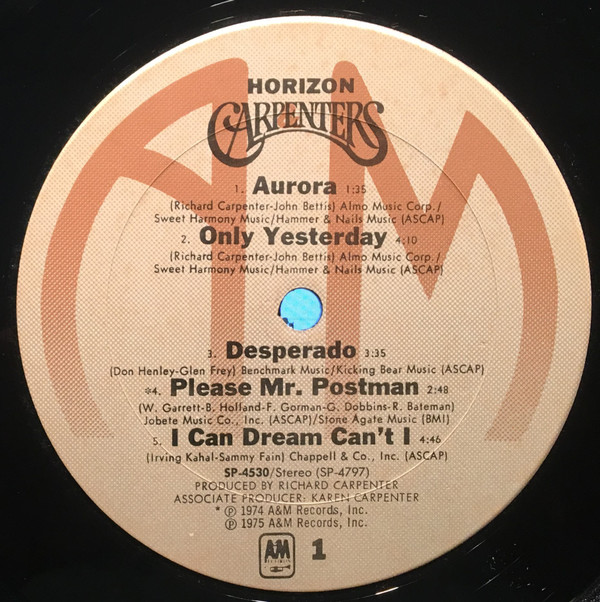 HORIZON
CARPENTERS
1. Aurora 1:35
(Richard Carpenter-John Bettis) Almo Music Corp./
Sweet Harmony Music/Hammer & Nails Music (ASCAP)
2. Only Yesterday 4:10
(Richard Carpenter-John Bettis) Almo Music Corp./
Sweet Harmony Music/Hammer & Nails Music (ASCAP)
3. Desperado 3:35
(Don Henley-Glen Frey) Benchmark Music/Kicking Bear Music (ASCAP)
*4. Please Mr. Postman 2:48
(W. Garrett-B. Holland-F. Gorman-G. Dobbins-R. Bateman)
Jobete Music Co., Inc. (ASCAP)/Stone Agate Music (BMI)
5. I Can Dream Can't I 4:46
(Irving Kahal-Sammy Fain) Chappell & Co., Inc. (ASCAP)
SP-4530/Stereo (SP-4797)
PRODUCED BY RICHARD CARPENTER
ASSOCIATE PRODUCER: KAREN CARPENTER
* ℗ 1974 A&M Records, Inc.
℗ 1975 A&M Records, Inc.
A&M
RECORDS
1